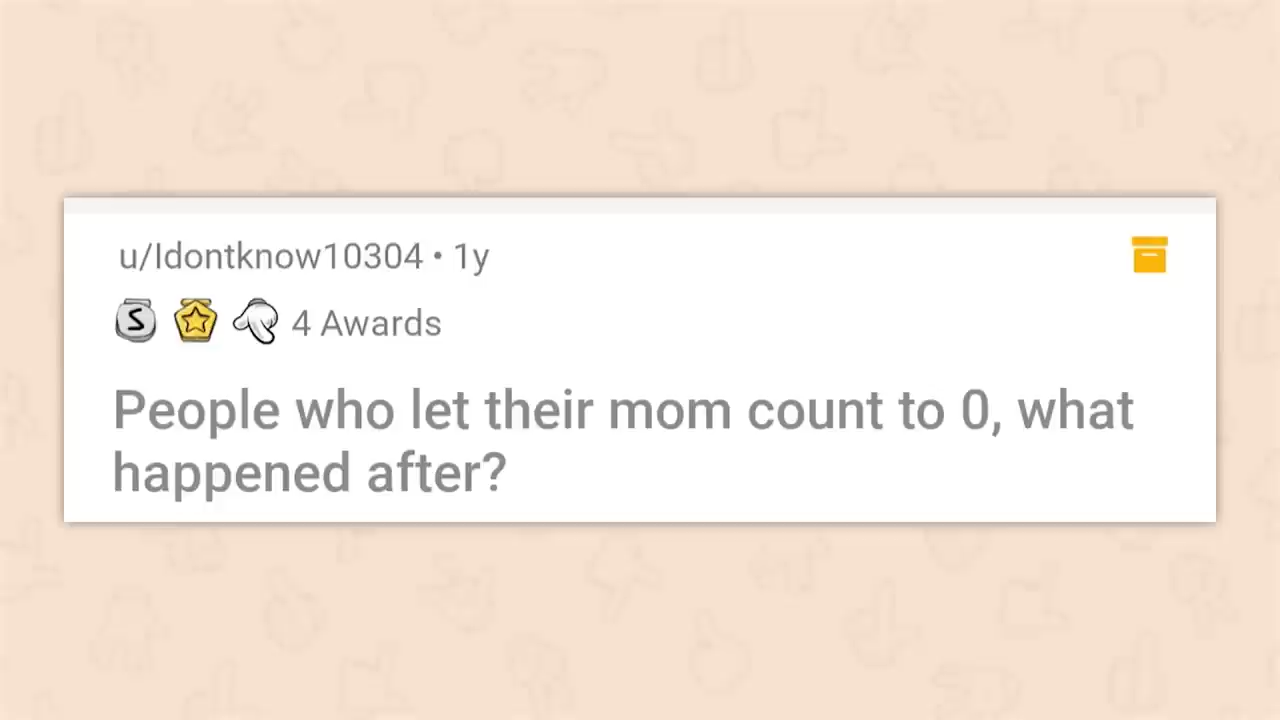 u/Idontknow10304 • 1y
4 Awards
People who let their mom count to 0, what
happened after?